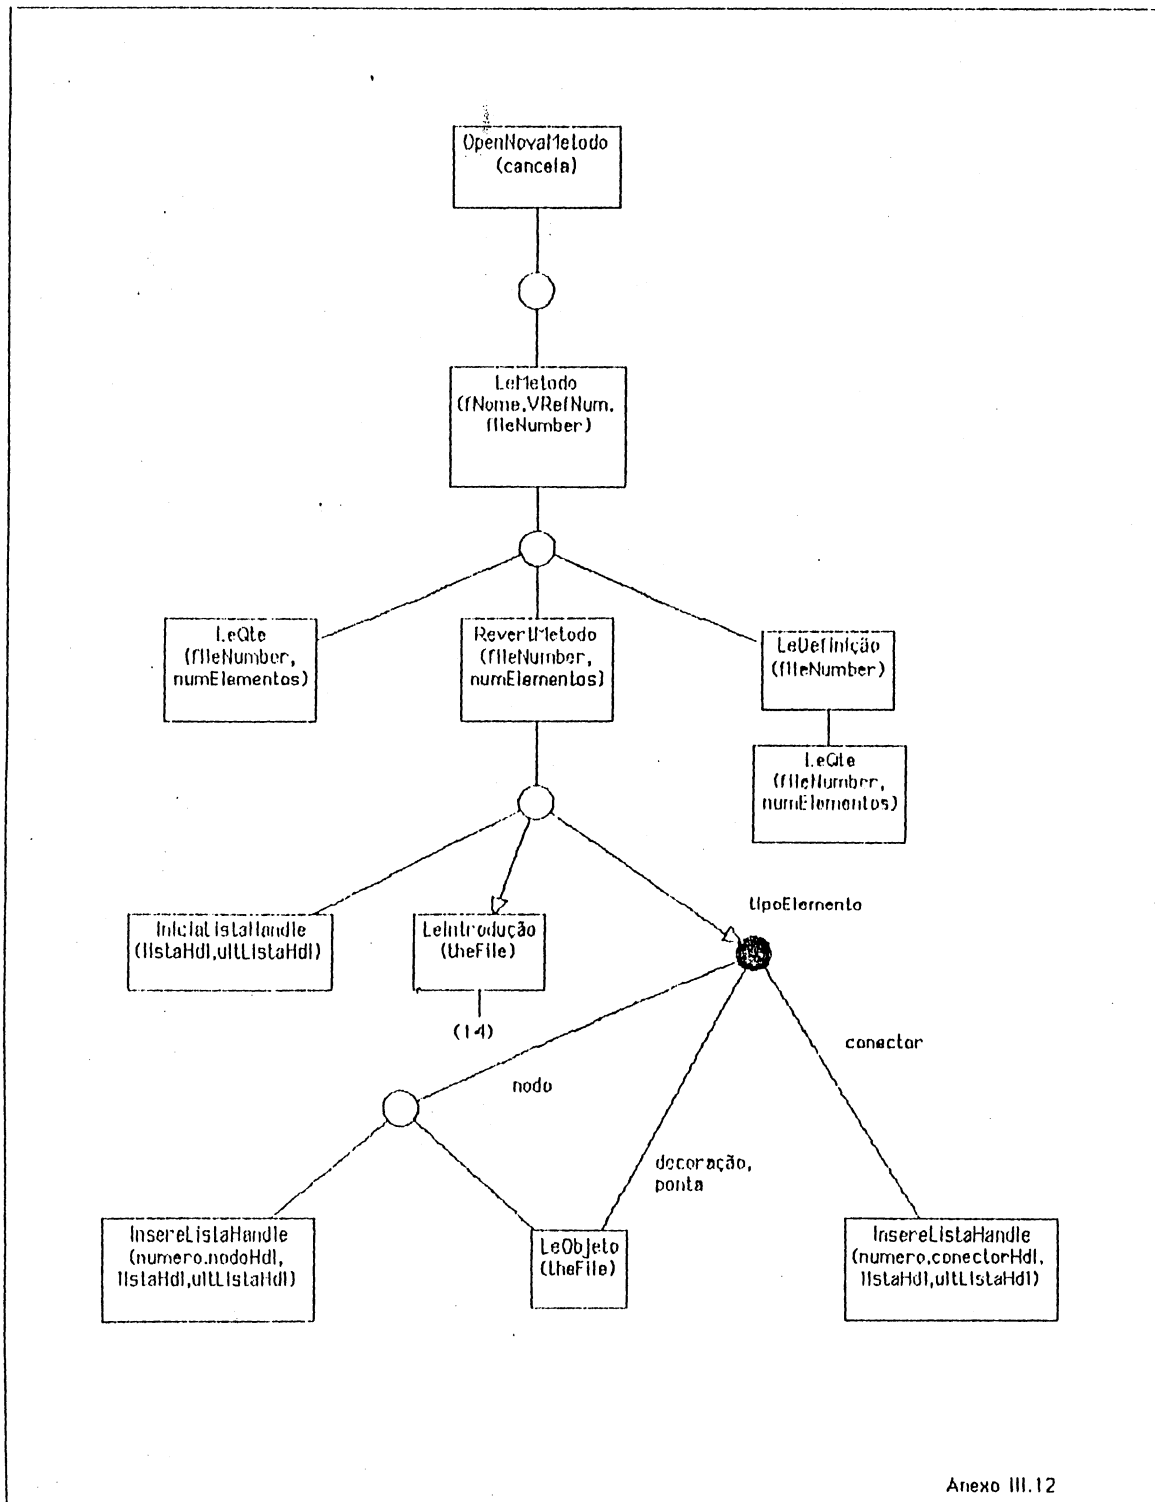 OpenNovaMetodo
(cancela)
LeMetodo
(fNome,VRefNum,
fileNumber)
LeQte
(fileNumber,
numElementos)
RevertMetodo
(fileNumber,
numElementos)
LeDefinição
(fileNumber)
LeQte
(fileNumber,
numElementos)
tipoElemento
IniciaListaHandle
(listaHdl,ultListaHdl)
LeIntrodução
(theFile)
(14)
conector
nodo
decoração,
ponta
InsereListaHandle
(numero,nodoHdl,
listaHdl,ultListaHdl)
LeObjeto
(theFile)
InsereListaHandle
(numero,conectorHdl,
listaHdl,ultListaHdl)
Anexo III.12